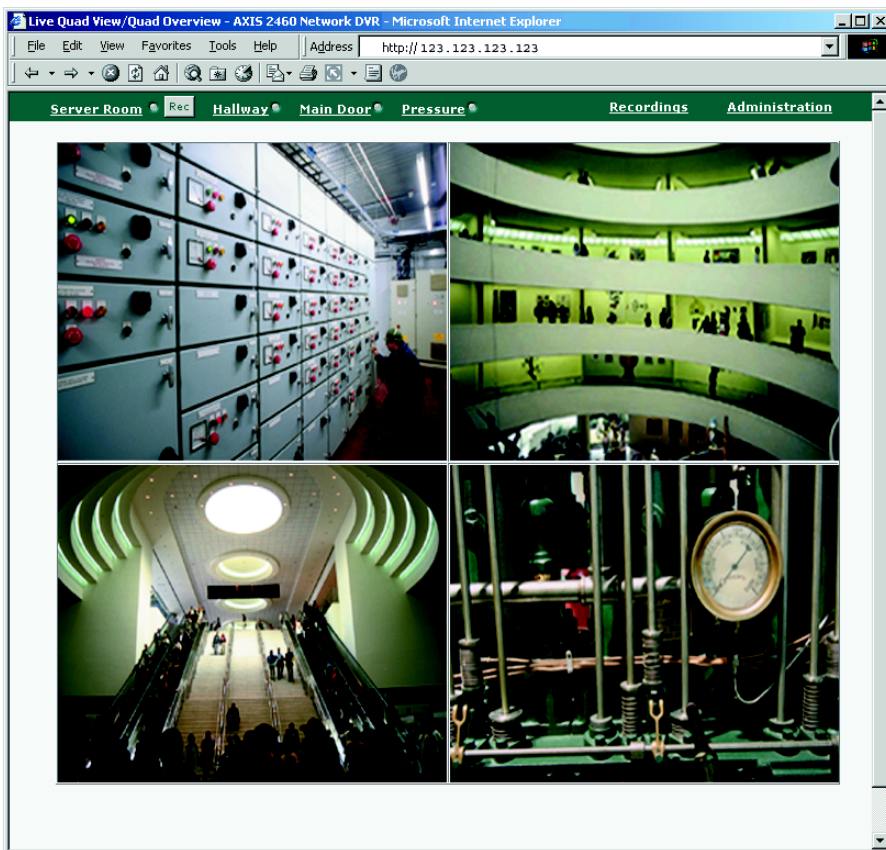 Live Quad View/Quad Overview - AXIS 2460 Network DVR - Microsoft Internet Explorer
File Edit View Favorites Tools Help Address http://123.123.123.123
Server Room Rec Hallway Main Door Pressure Recordings Administration